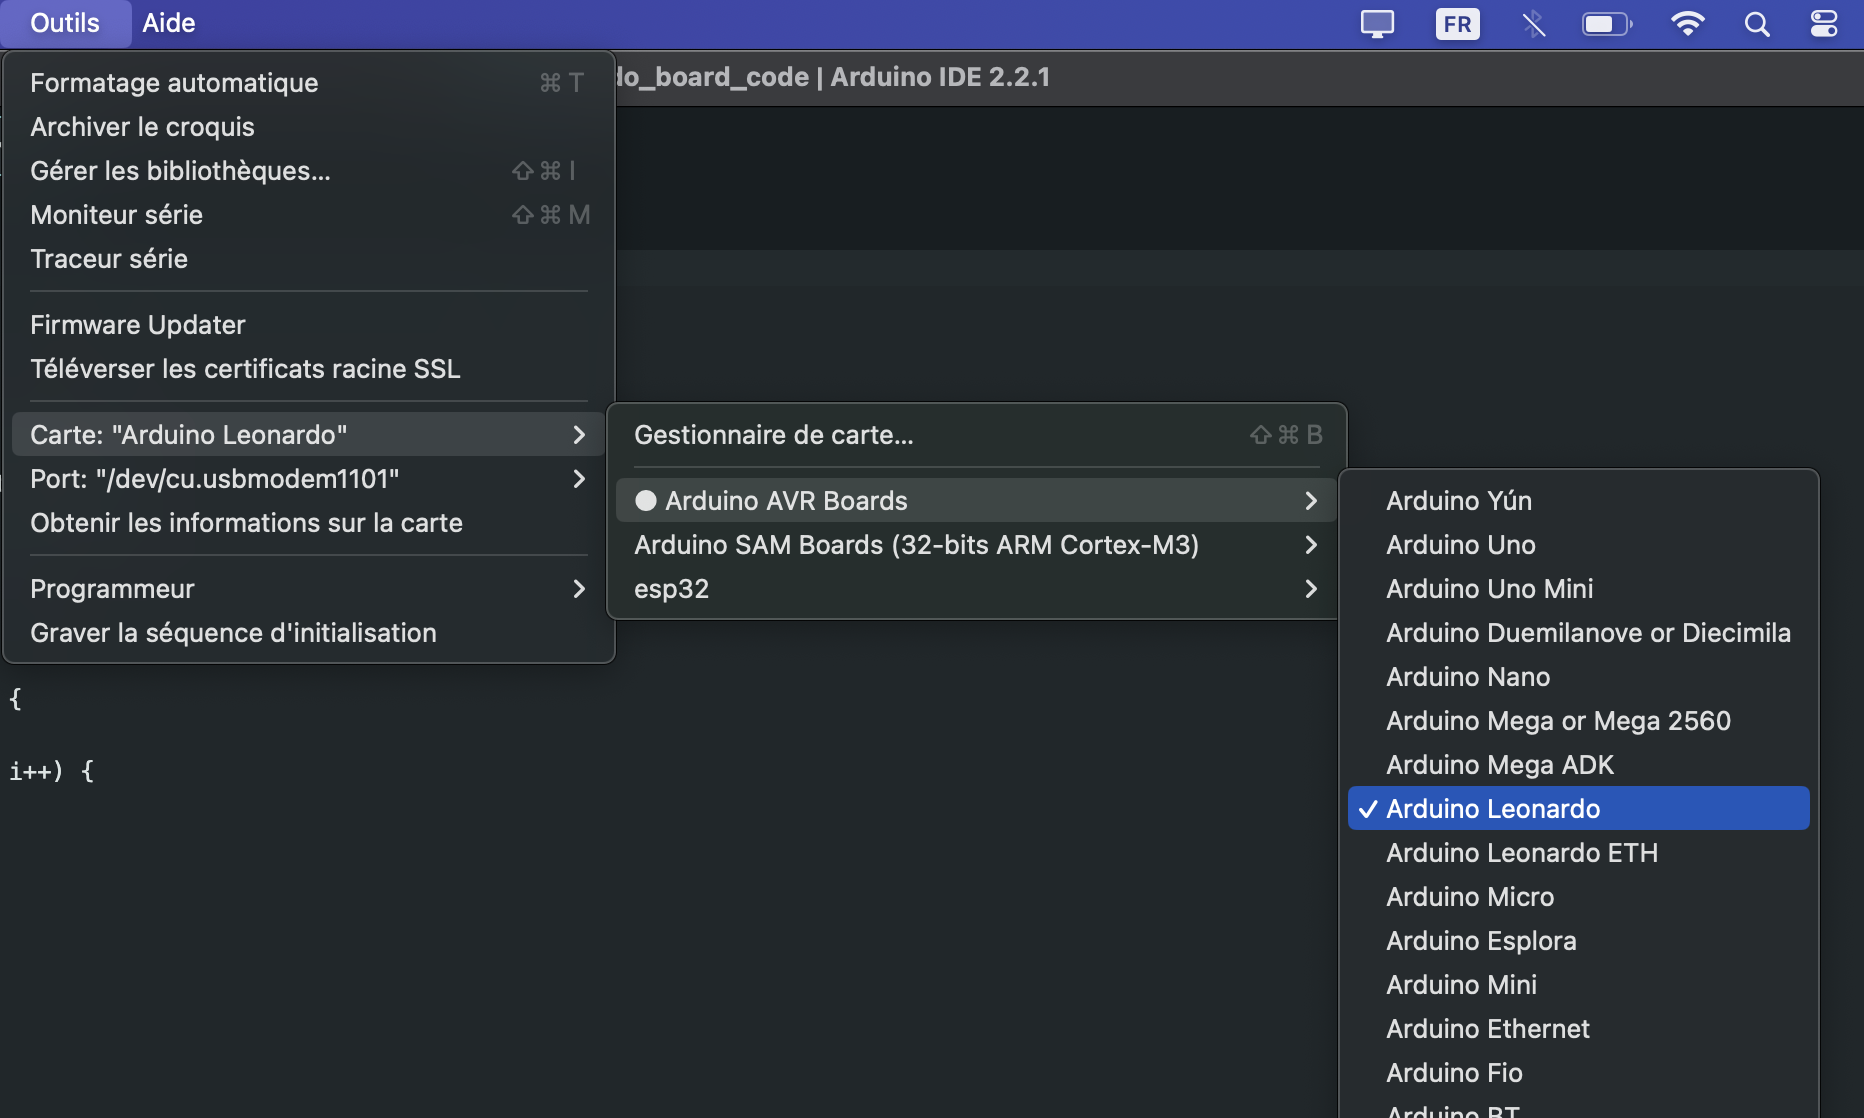 Outils Aide FR
do_board_code | Arduino IDE 2.2.1
Formatage automatique ⌘ T
Archiver le croquis
Gérer les bibliothèques... ⇧ ⌘ I
Moniteur série ⇧ ⌘ M
Traceur série
Firmware Updater
Téléverser les certificats racine SSL
Carte: "Arduino Leonardo"
Port: "/dev/cu.usbmodem1101"
Obtenir les informations sur la carte
Programmeur
Graver la séquence d'initialisation
{
i++) {
Gestionnaire de carte... ⇧ ⌘ B
Arduino AVR Boards
Arduino SAM Boards (32-bits ARM Cortex-M3)
esp32
Arduino Yún
Arduino Uno
Arduino Uno Mini
Arduino Duemilanove or Diecimila
Arduino Nano
Arduino Mega or Mega 2560
Arduino Mega ADK
✓ Arduino Leonardo
Arduino Leonardo ETH
Arduino Micro
Arduino Esplora
Arduino Mini
Arduino Ethernet
Arduino Fio
Arduino BT